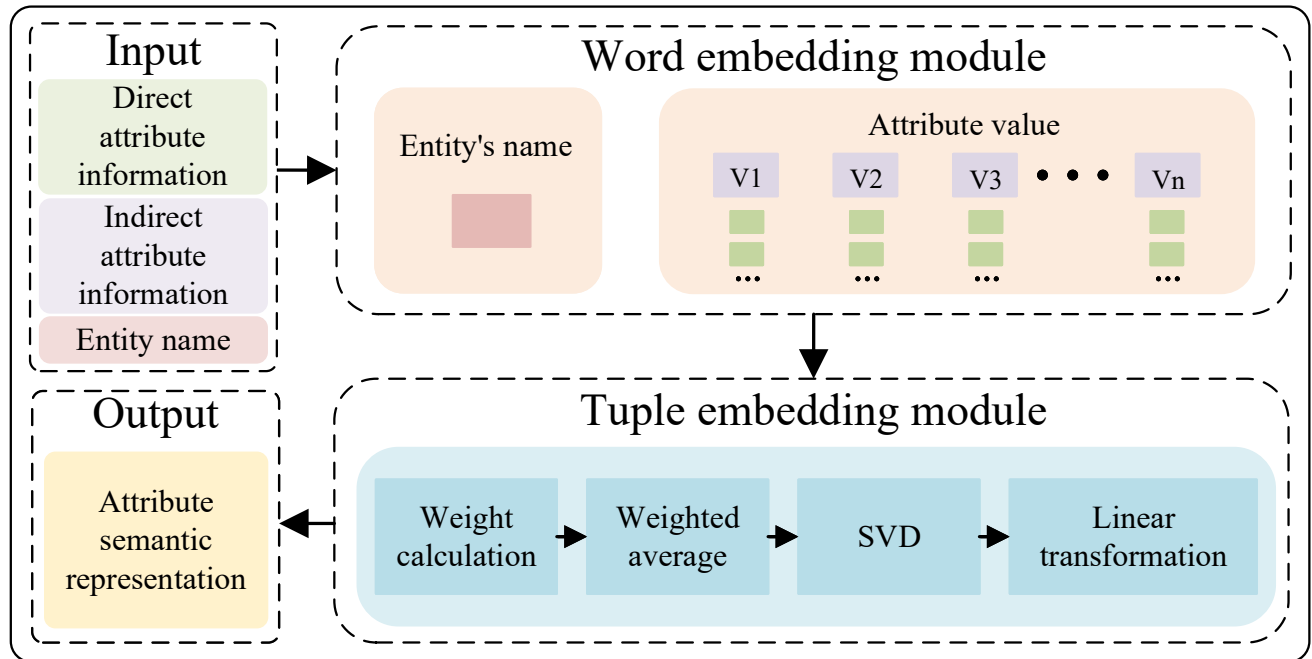 Input
Direct
attribute
information
Indirect
attribute
information
Entity name
Word embedding module
Entity's name
Attribute value
V1 V2 V3 • • • Vn
... ... ... ...
Tuple embedding module
Weight
calculation
Weighted
average
SVD
Linear
transformation
Output
Attribute
semantic
representation